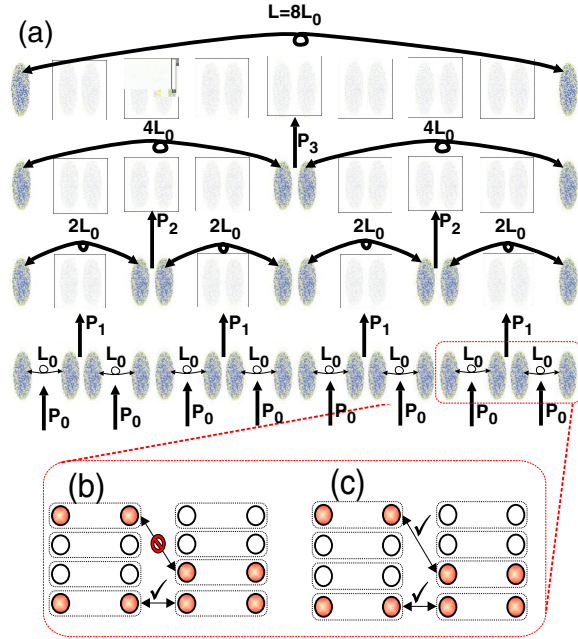 L=8L₀
(a)
4L₀ P₃ 4L₀
2L₀ P₂ 2L₀ 2L₀ P₂ 2L₀
P₁ P₁ P₁ P₁
L₀ L₀ L₀ L₀ L₀ L₀ L₀ L₀
P₀ P₀ P₀ P₀ P₀ P₀ P₀ P₀
(b) (c)